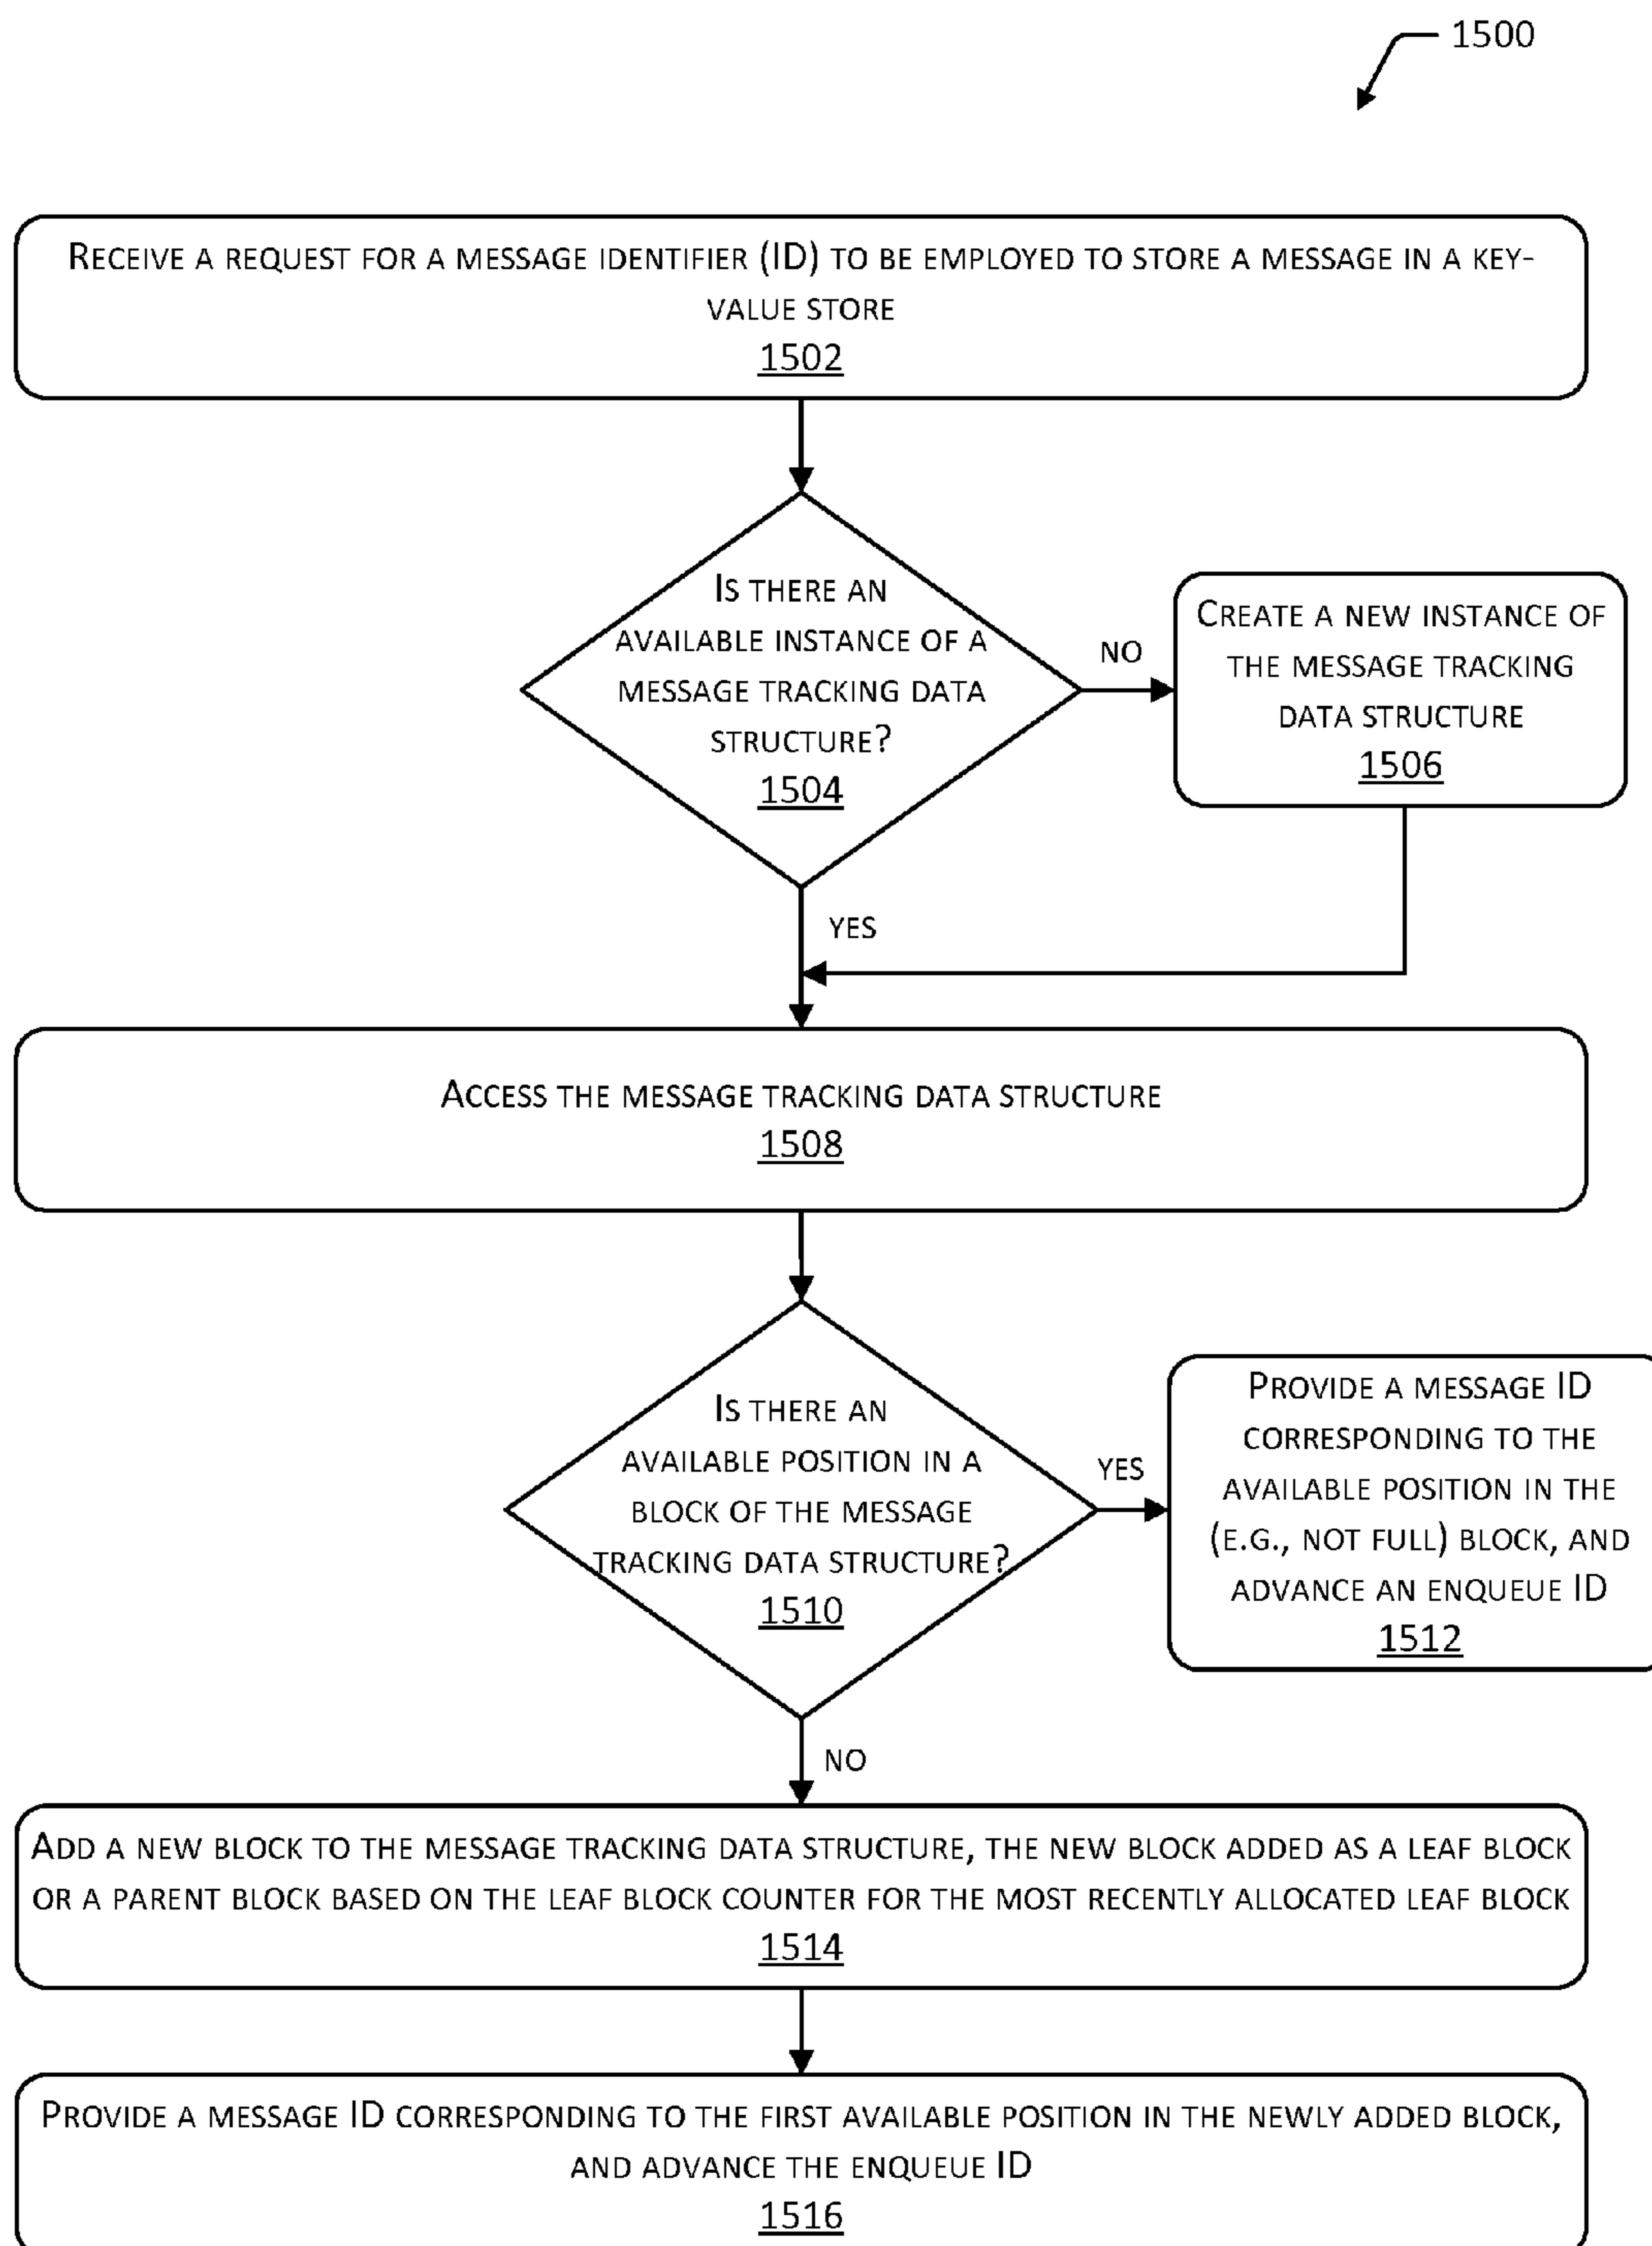 1500
Receive a request for a message identifier (ID) to be employed to store a message in a key-
value store
1502
Is there an
available instance of a
message tracking data
structure?
1504
no
Create a new instance of
the message tracking
data structure
1506
yes
Access the message tracking data structure
1508
Is there an
available position in a
block of the message
tracking data structure?
1510
yes
Provide a message ID
corresponding to the
available position in the
(e.g., not full) block, and
advance an enqueue ID
1512
no
Add a new block to the message tracking data structure, the new block added as a leaf block
or a parent block based on the leaf block counter for the most recently allocated leaf block
1514
Provide a message ID corresponding to the first available position in the newly added block,
and advance the enqueue ID
1516